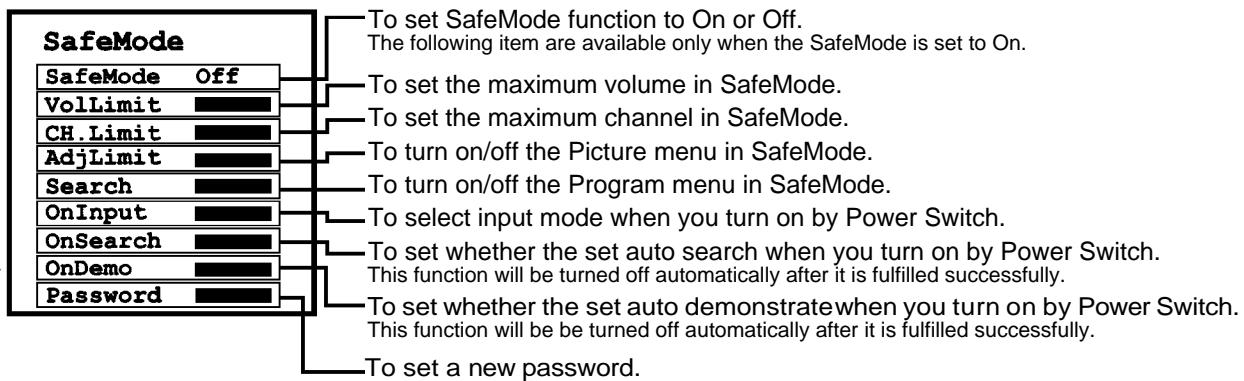 SafeMode
SafeMode Off
VolLimit
CH.Limit
AdjLimit
Search
OnInput
OnSearch
OnDemo
Password
To set SafeMode function to On or Off.
The following item are available only when the SafeMode is set to On.
To set the maximum volume in SafeMode.
To set the maximum channel in SafeMode.
To turn on/off the Picture menu in SafeMode.
To turn on/off the Program menu in SafeMode.
To select input mode when you turn on by Power Switch.
To set whether the set auto search when you turn on by Power Switch.
This function will be turned off automatically after it is fulfilled successfully.
To set whether the set auto demonstratewhen you turn on by Power Switch.
This function will be be turned off automatically after it is fulfilled successfully.
To set a new password.